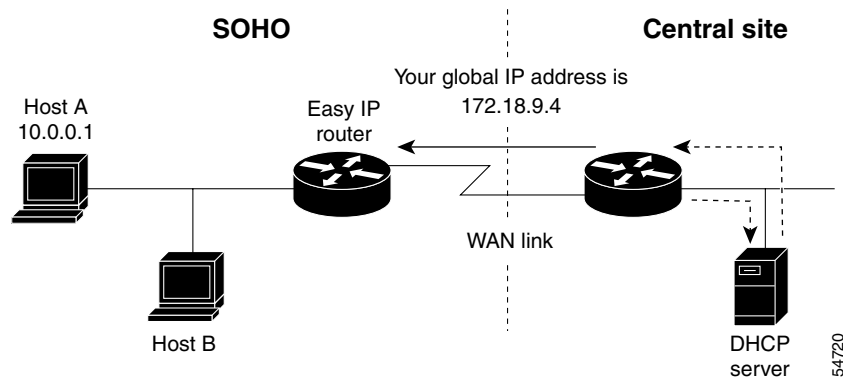 SOHO
Central site
Your global IP address is
172.18.9.4
Host A
10.0.0.1
Easy IP
router
WAN link
Host B
DHCP
server
54720